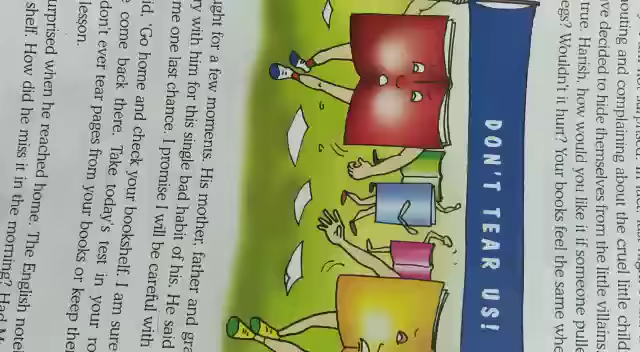 houting and complaining about the cruel little child
ave decided to hide themselves from the little villains.
true. Harish, how would you like it if someone pulle
egs? Wouldn't it hurt? Your books feel the same whe
DON'T TEAR US!
ught for a few moments. His mother, father and gra
ry with him for this single bad habit of his. He said
me one last chance. I promise I will be careful with
id, 'Go home and check your bookshelf. I am sure
e come back there. Take today's test in your ro
don't ever tear pages from your books or keep the
lesson.
urprised when he reached home. The English note
shelf. How did he miss it in the morning? Had M